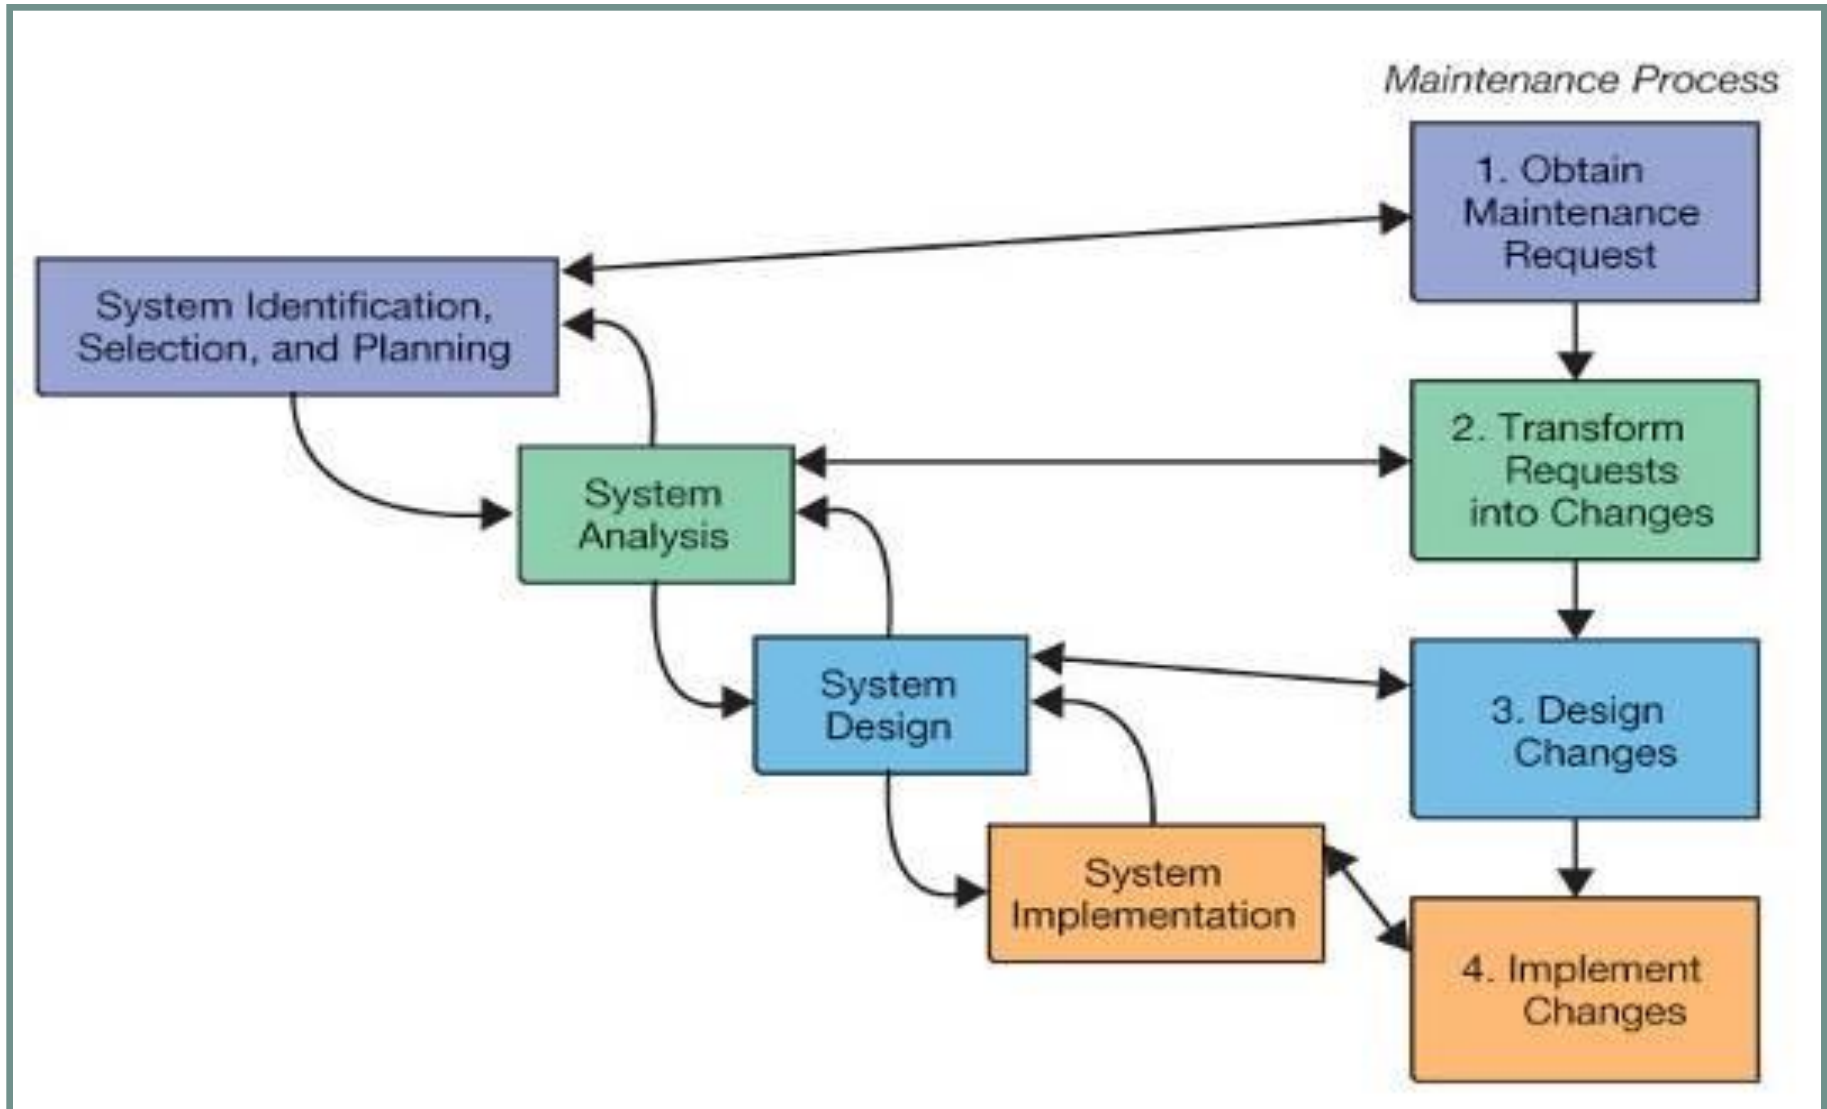 Maintenance Process
1. Obtain
Maintenance
Request
System Identification,
Selection, and Planning
2. Transform
Requests
into Changes
System
Analysis
System
Design
3. Design
Changes
System
Implementation
4. Implement
Changes